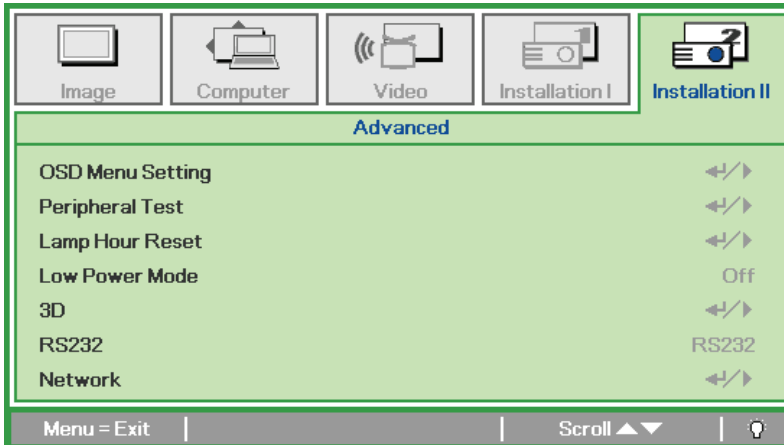 Image Computer Video Installation I Installation II
Advanced
OSD Menu Setting
Peripheral Test
Lamp Hour Reset
Low Power Mode Off
3D
RS232 RS232
Network
Menu = Exit Scroll ▲▼